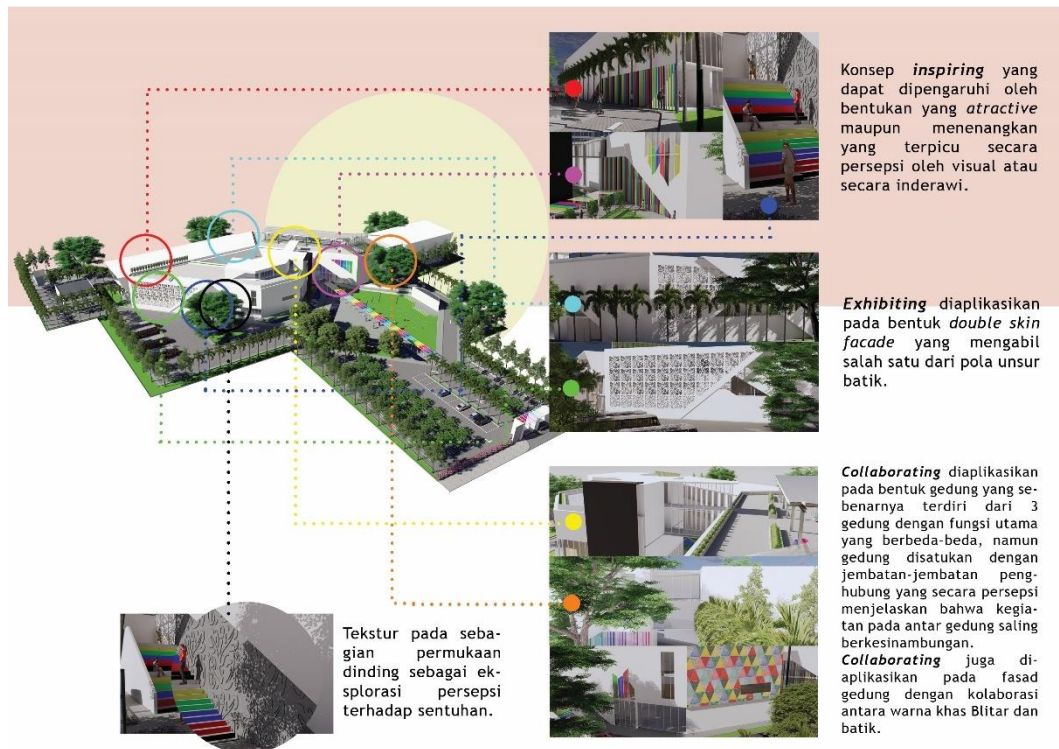 Konsep inspiring yang
dapat dipengaruhi oleh
bentukan yang atractive
maupun menenangkan
yang terpicu secara
persepsi oleh visual atau
secara inderawi.
Exhibiting diaplikasikan
pada bentuk double skin
facade yang mengabil
salah satu dari pola unsur
batik.
Collaborating diaplikasikan
pada bentuk gedung yang se-
benarnya terdiri dari 3
gedung dengan fungsi utama
yang berbeda-beda, namun
gedung disatukan dengan
jembatan-jembatan peng-
hubung yang secara persepsi
menjelaskan bahwa kegia-
tan pada antar gedung saling
berkesinambungan.
Collaborating juga di-
aplikasikan pada fasad
gedung dengan kolaborasi
antara warna khas Blitar dan
batik.
Tekstur pada seba-
gian permukaan
dinding sebagai ek-
splorasi persepsi
terhadap sentuhan.